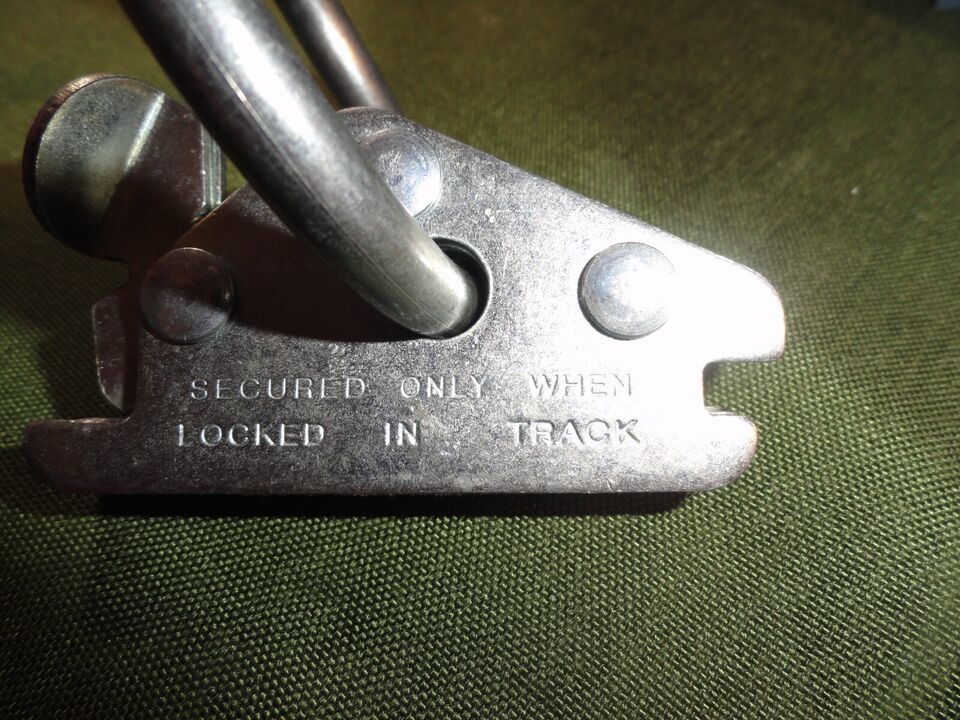 SECURED ONLY WHEN
LOCKED IN TRACK